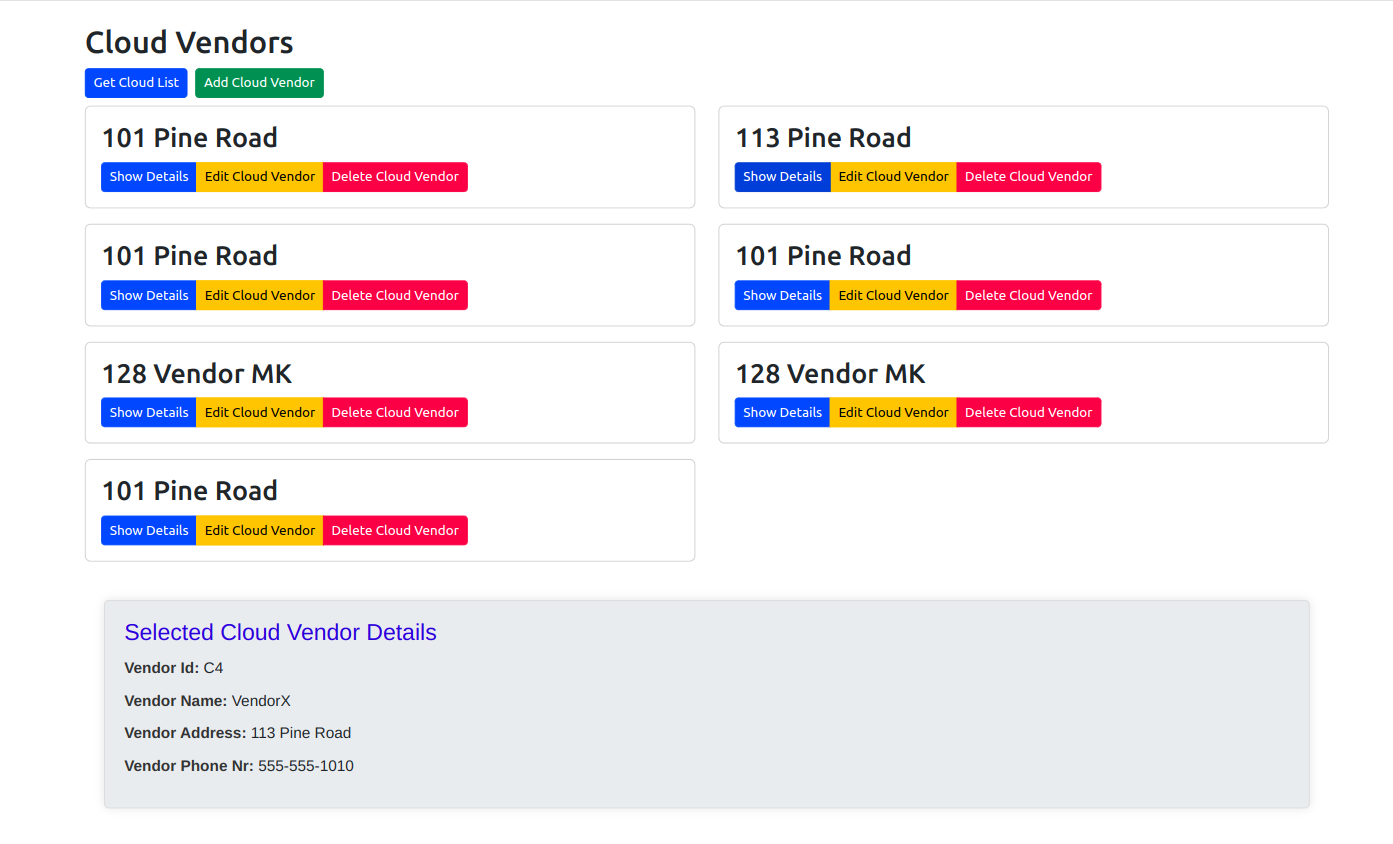 Cloud Vendors
Get Cloud List Add Cloud Vendor
101 Pine Road
Show Details Edit Cloud Vendor Delete Cloud Vendor
113 Pine Road
Show Details Edit Cloud Vendor Delete Cloud Vendor
101 Pine Road
Show Details Edit Cloud Vendor Delete Cloud Vendor
101 Pine Road
Show Details Edit Cloud Vendor Delete Cloud Vendor
128 Vendor MK
Show Details Edit Cloud Vendor Delete Cloud Vendor
128 Vendor MK
Show Details Edit Cloud Vendor Delete Cloud Vendor
101 Pine Road
Show Details Edit Cloud Vendor Delete Cloud Vendor
Selected Cloud Vendor Details
Vendor Id: C4
Vendor Name: VendorX
Vendor Address: 113 Pine Road
Vendor Phone Nr: 555-555-1010